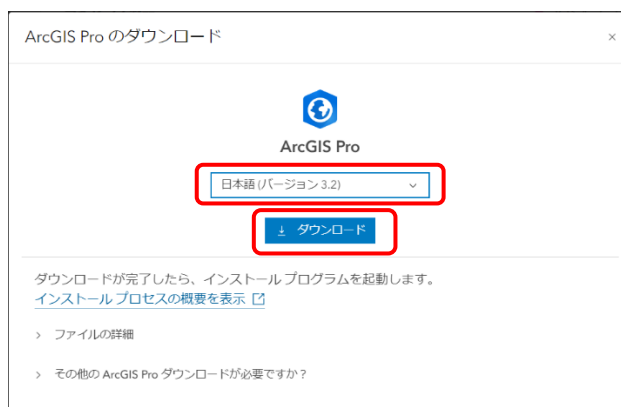 ArcGIS Pro のダウンロード
ArcGIS Pro
日本語 (バージョン 3.2)
ダウンロード
ダウンロードが完了したら、インストール プログラムを起動します。
インストール プロセスの概要を表示
ファイルの詳細
その他の ArcGIS Pro ダウンロードが必要ですか？